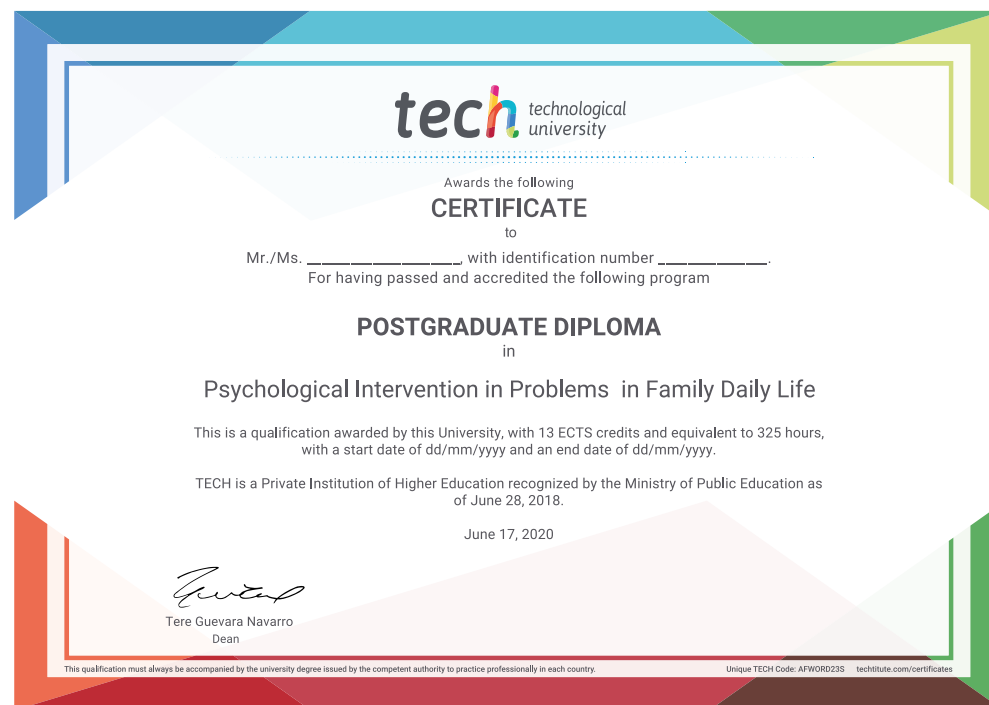 tech technological
university
Awards the following
CERTIFICATE
to
Mr./Ms. ____________________, with identification number ______________.
For having passed and accredited the following program
POSTGRADUATE DIPLOMA
in
Psychological Intervention in Problems in Family Daily Life
This is a qualification awarded by this University, with 13 ECTS credits and equivalent to 325 hours,
with a start date of dd/mm/yyyy and an end date of dd/mm/yyyy.
TECH is a Private Institution of Higher Education recognized by the Ministry of Public Education as
of June 28, 2018.
June 17, 2020
Tere Guevara Navarro
Dean
This qualification must always be accompanied by the university degree issued by the competent authority to practice professionally in each country.
Unique TECH Code: AFWORD23S techtitute.com/certificates